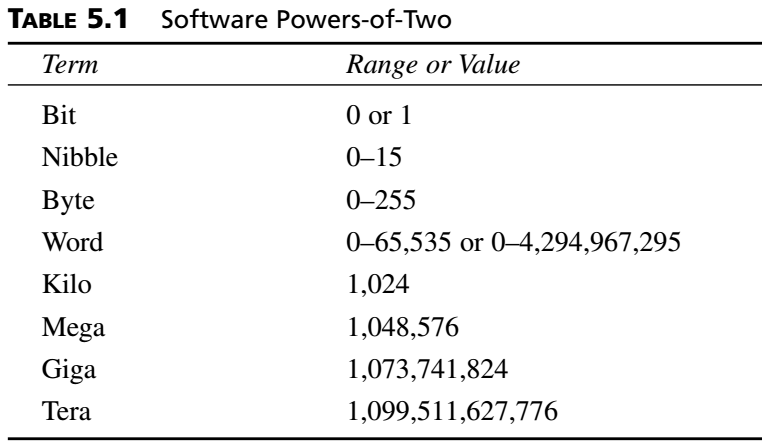 TABLE 5.1 Software Powers-of-Two
Term Range or Value
Bit 0 or 1
Nibble 0–15
Byte 0–255
Word 0–65,535 or 0–4,294,967,295
Kilo 1,024
Mega 1,048,576
Giga 1,073,741,824
Tera 1,099,511,627,776